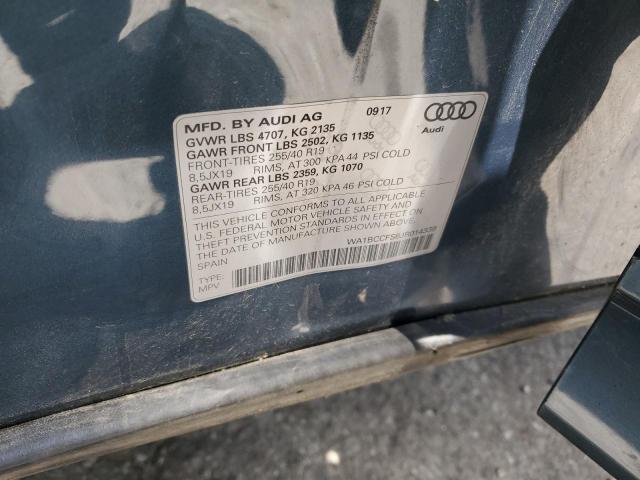 MFD. BY AUDI AG 09 17
GVWR LBS 4707, KG 2135
GAWR FRONT LBS 2502, KG 1135
FRONT-TIRES 255/40 R19
8,5JX19 RIMS, AT 300 KPA 44 PSI COLD
GAWR REAR LBS 2359, KG 1070
REAR-TIRES 255/40 R19
8,5JX19 RIMS, AT 320 KPA 46 PSI COLD
Audi
THIS VEHICLE CONFORMS TO ALL APPLICABLE
U.S. FEDERAL MOTOR VEHICLE SAFETY AND
THEFT PREVENTION STANDARDS IN EFFECT ON
THE DATE OF MANUFACTURE SHOWN ABOVE.
SPAIN
TYPE:
MPV